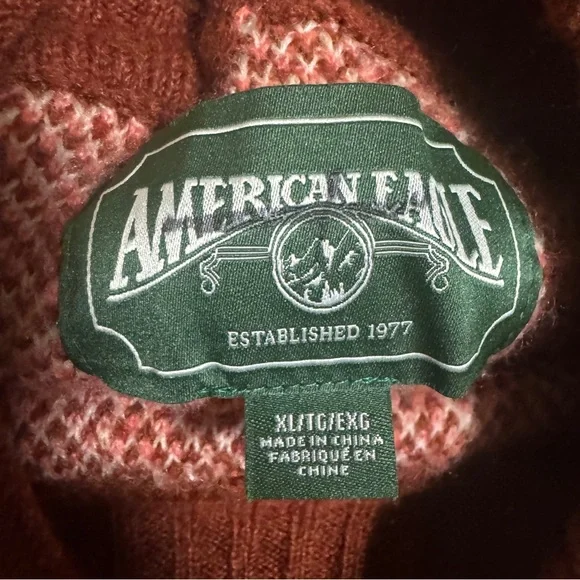 AMERICAN EAGLE
ESTABLISHED 1977
XL/TG/EXG
MADE IN CHINA
FABRIQUÉ EN
CHINE